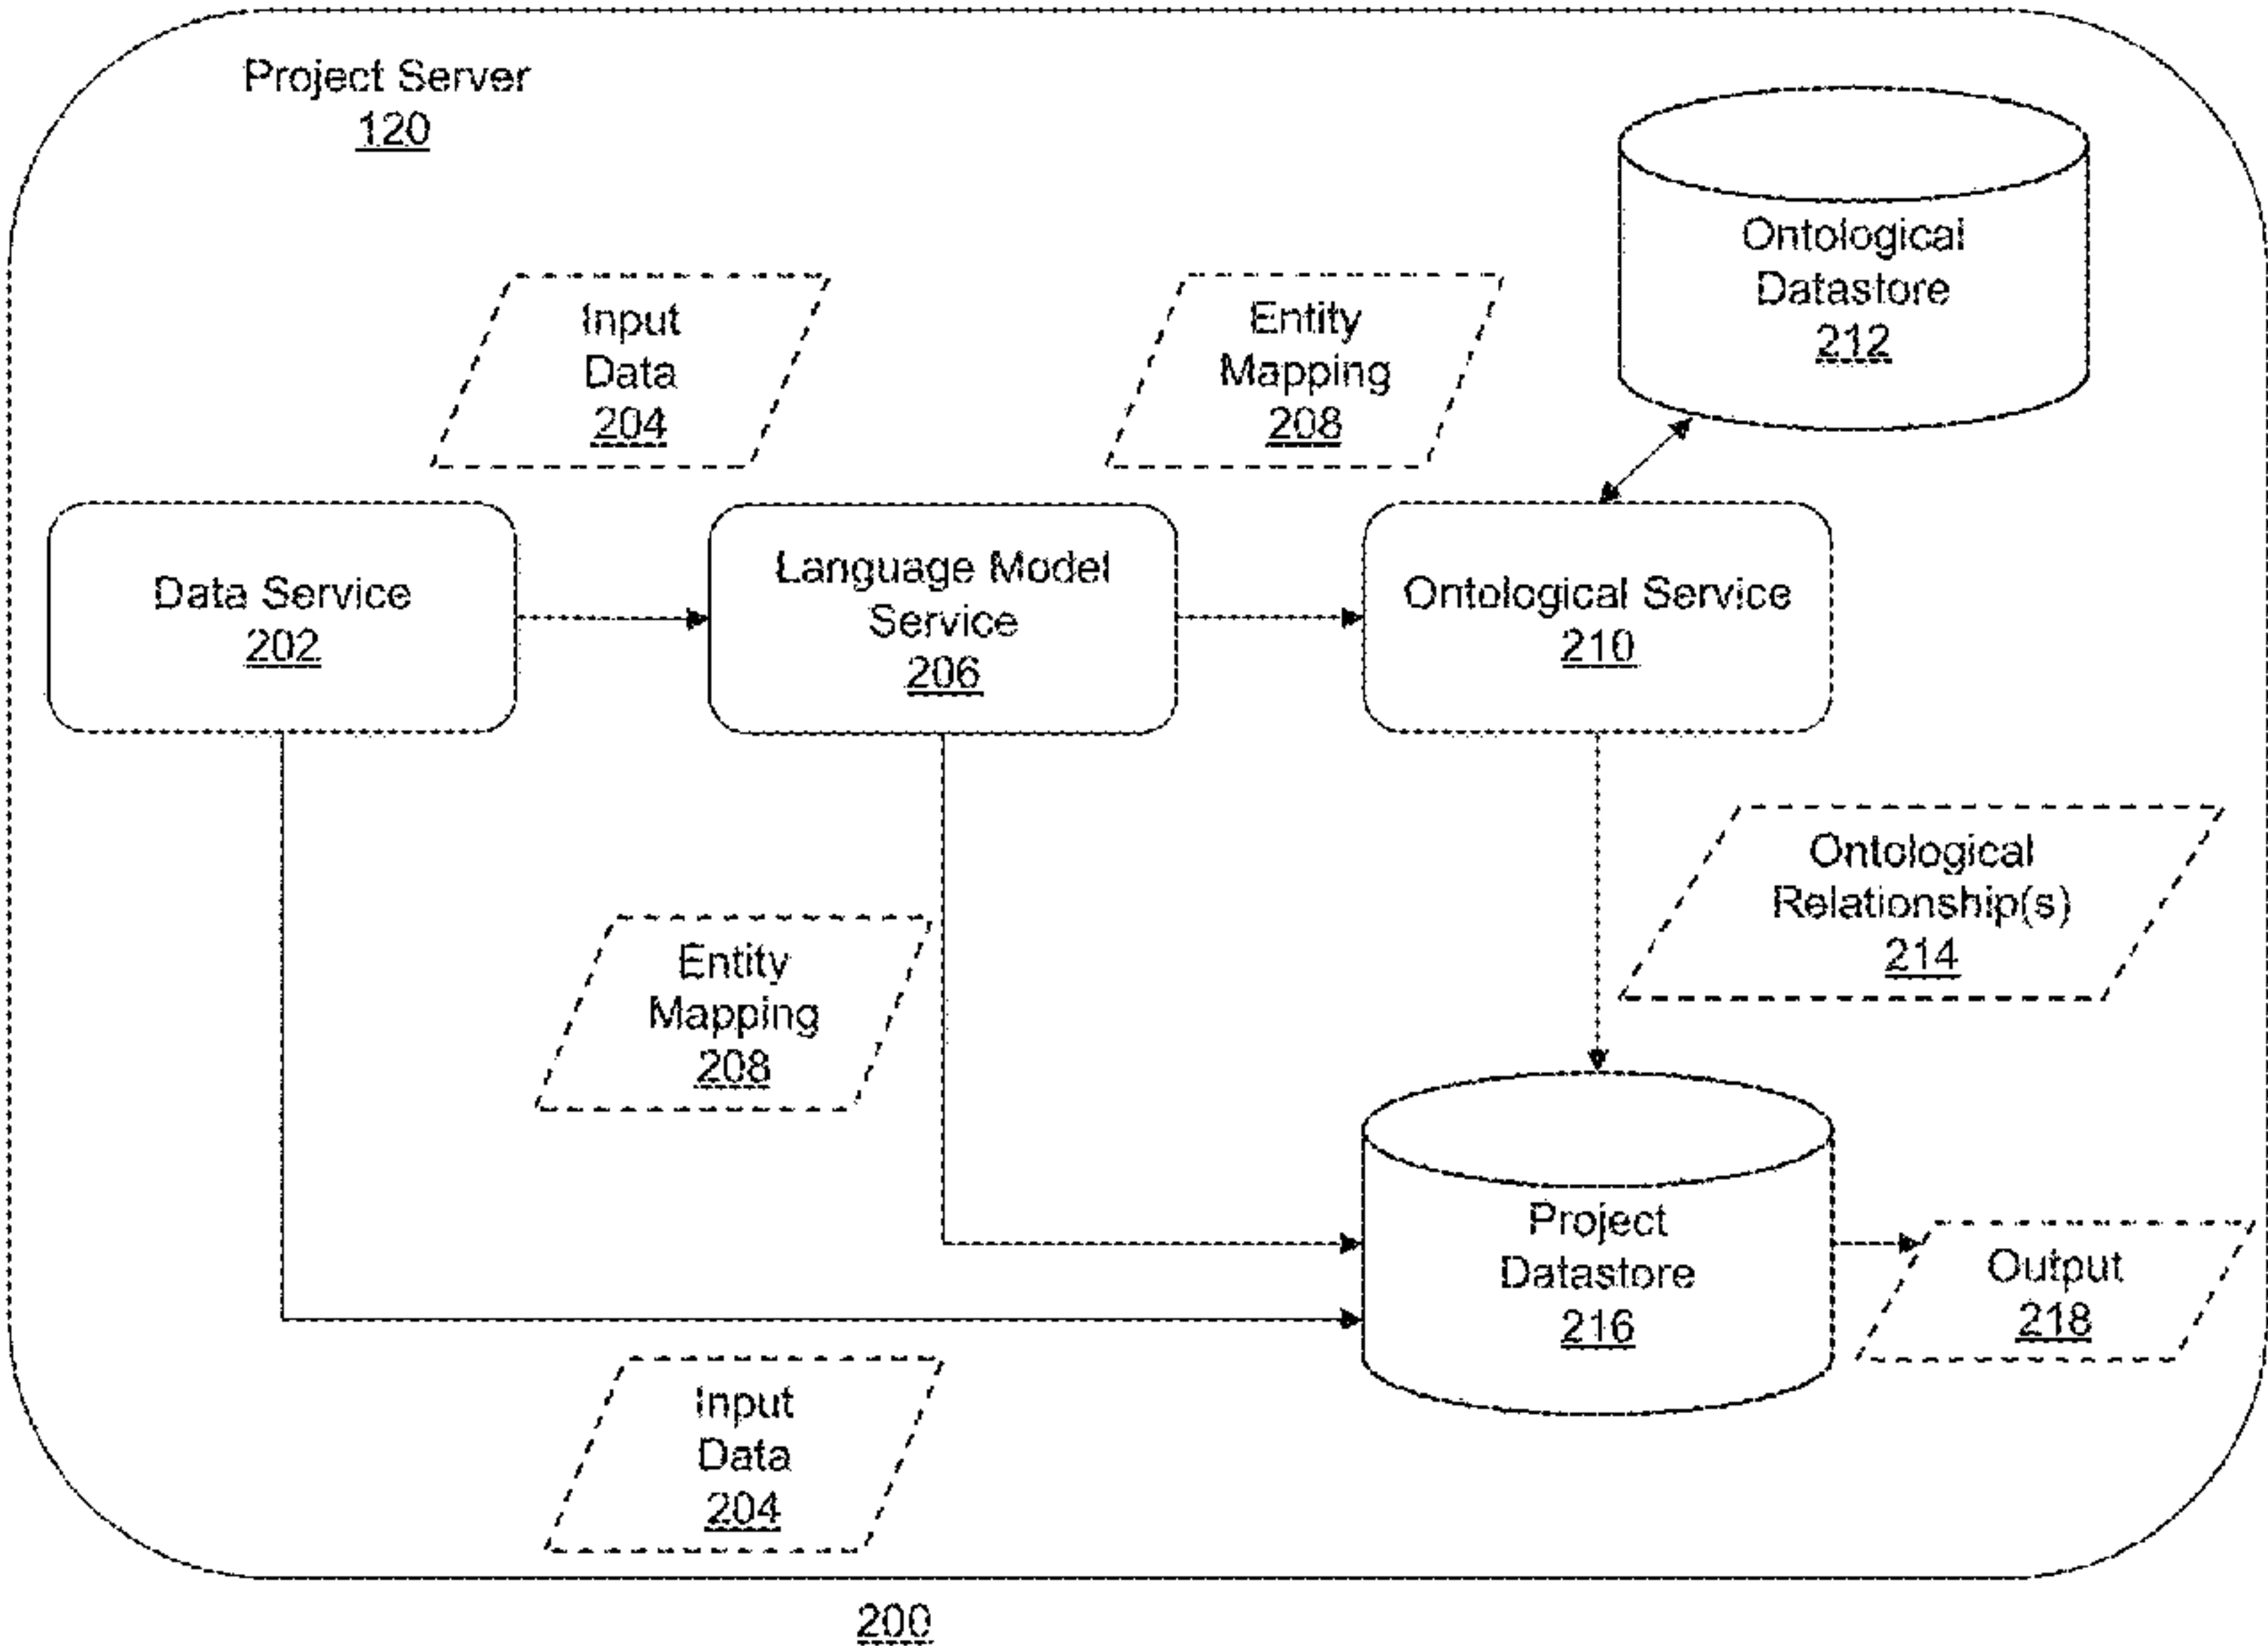 Project Server
120
Ontological
Datastore
212
Input
Data
204
Entity
Mapping
208
Data Service
202
Language Model
Service
206
Ontological Service
210
Ontological
Relationship(s)
214
Entity
Mapping
208
Project
Datastore
216
Output
218
Input
Data
204
200